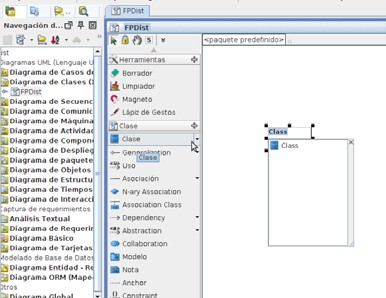 FPDist
Navegación d...
FPDist
<paquete predefinido>
ist
Diagramas UML (Lenguaje U
Diagrama de Casos de
Diagrama de Clases (I
FPDist
Diagrama de Secuenc
Diagrama de Comunic
Diagrama de Máquina
Diagrama de Activida
Diagrama de Compor
Diagrama de Desplieg
Diagrama de paquete
Diagrama de Objetos
Diagrama de Estructu
Diagrama de Tiempos
Diagrama de Interacc
Captura de requerimientos
Análisis Textual
Diagrama de Requerin
Diagrama Básico
Diagrama de Tarjetas
Modelado de Base de Datos
Diagrama Entidad - Re
Diagrama ORM (Mape
Otros
Diagrama Global
Herramientas
Borrador
Limpiador
Magneto
Lápiz de Gestos
Clase
Clase
Generalization
Clase
Uso
Asociación
N-ary Association
Association Class
Dependency
Abstraction
Collaboration
Modelo
Nota
Anchor
Constraint
Class
Class